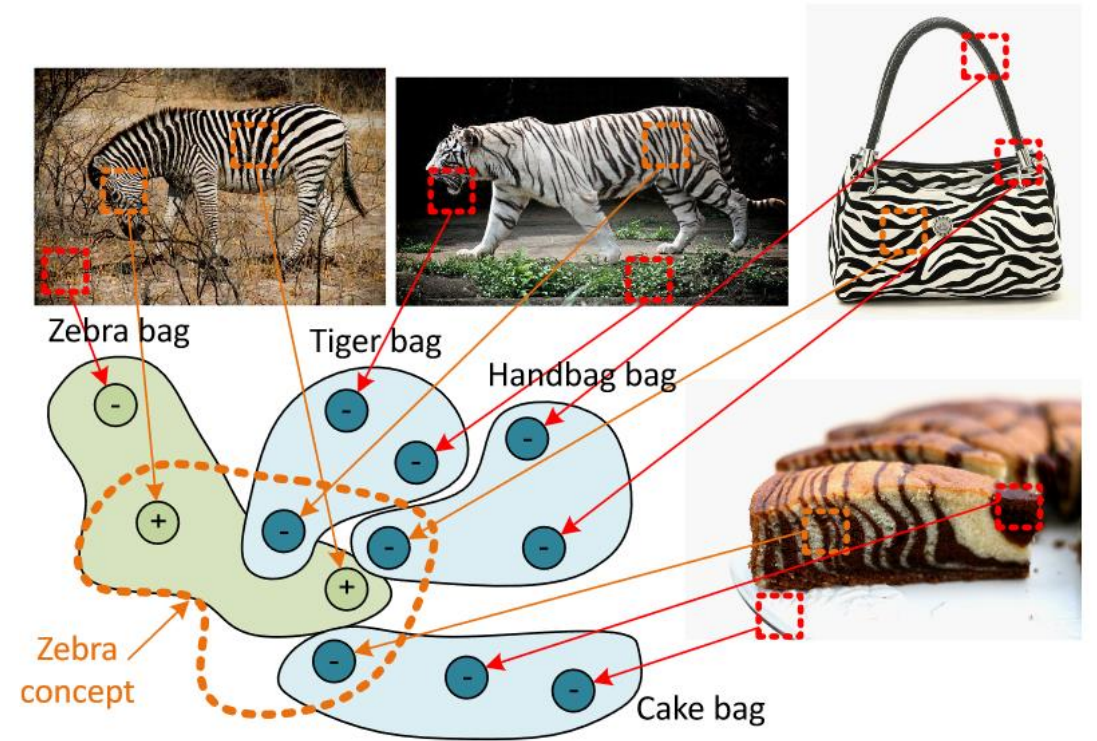 Zebra bag
Tiger bag
Handbag bag
-
-
-
-
+
-
-
-
+
Zebra
concept
-
-
-
Cake bag